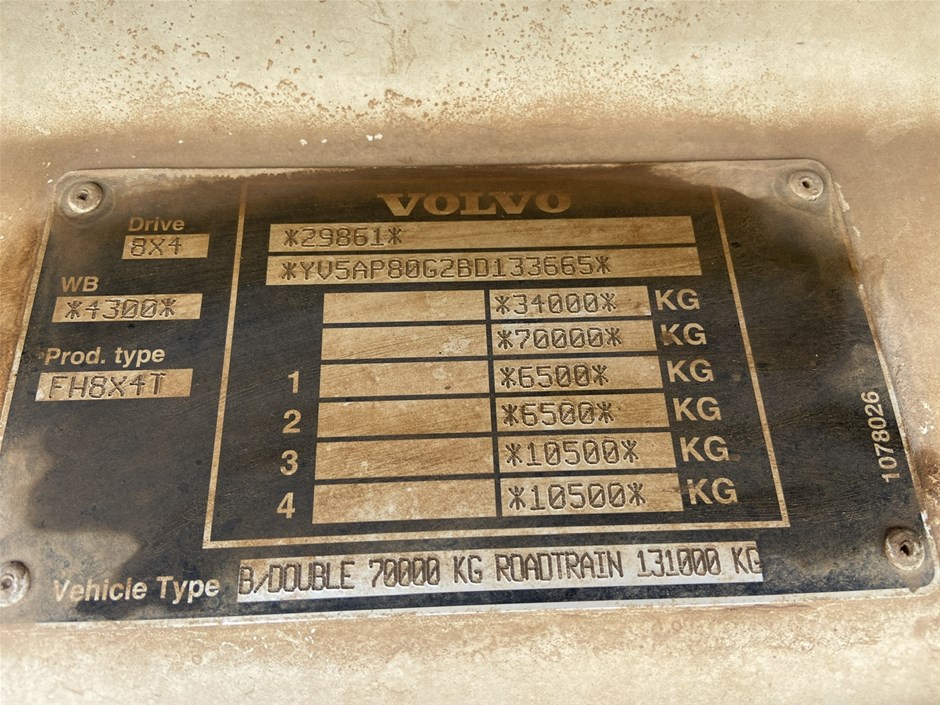 VOLVO
Drive
8X4
*29861*
*YV5AP80G2BD133665*
WB
*4300*
*34000* KG
*70000* KG
Prod. type
FH8X4T
1 *6500* KG
2 *6500* KG
3 *10500* KG
4 *10500* KG
1078026
Vehicle Type B/DOUBLE 70000 KG ROADTRAIN 131000 KG